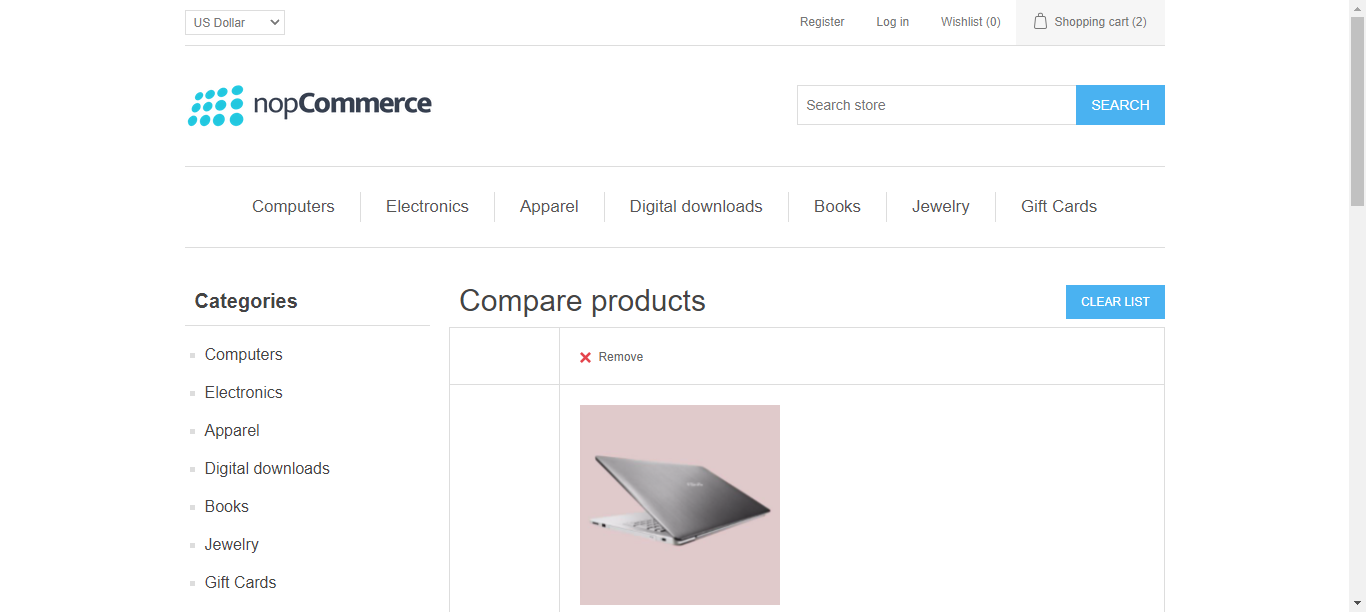 US Dollar
Register
Log in
Wishlist (0)
Shopping cart (2)
nopCommerce
Search store
SEARCH
Computers
Electronics
Apparel
Digital downloads
Books
Jewelry
Gift Cards
Categories
Computers
Electronics
Apparel
Digital downloads
Books
Jewelry
Gift Cards
Compare products
CLEAR LIST
Remove